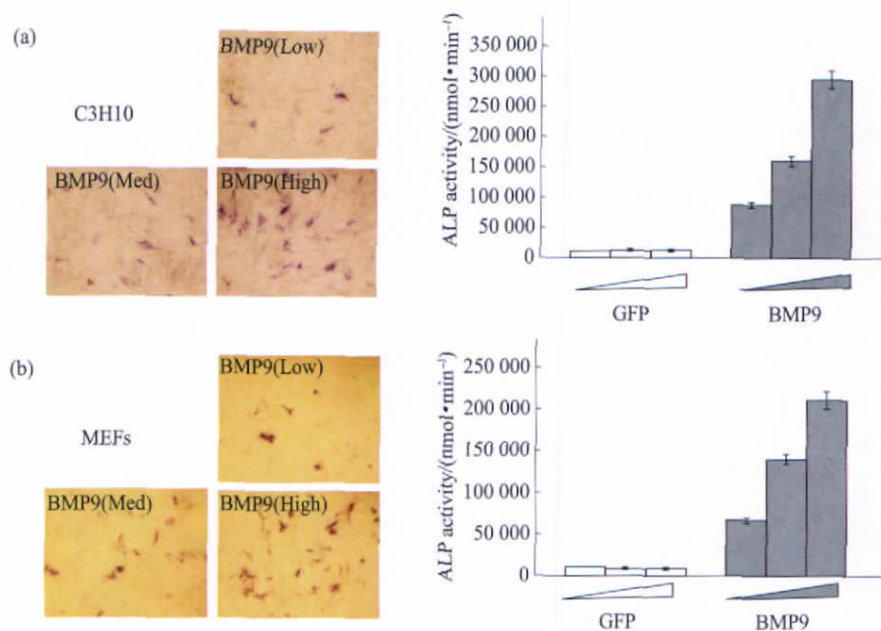 (a)
BMP9(Low)
C3H10
BMP9(Med)
BMP9(High)
ALP activity/(nmol•min⁻¹)
350 000
300 000
250 000
200 000
150 000
100 000
50 000
0
GFP
BMP9
(b)
BMP9(Low)
MEFs
BMP9(Med)
BMP9(High)
ALP activity/(nmol•min⁻¹)
250 000
200 000
150 000
100 000
50 000
0
GFP
BMP9